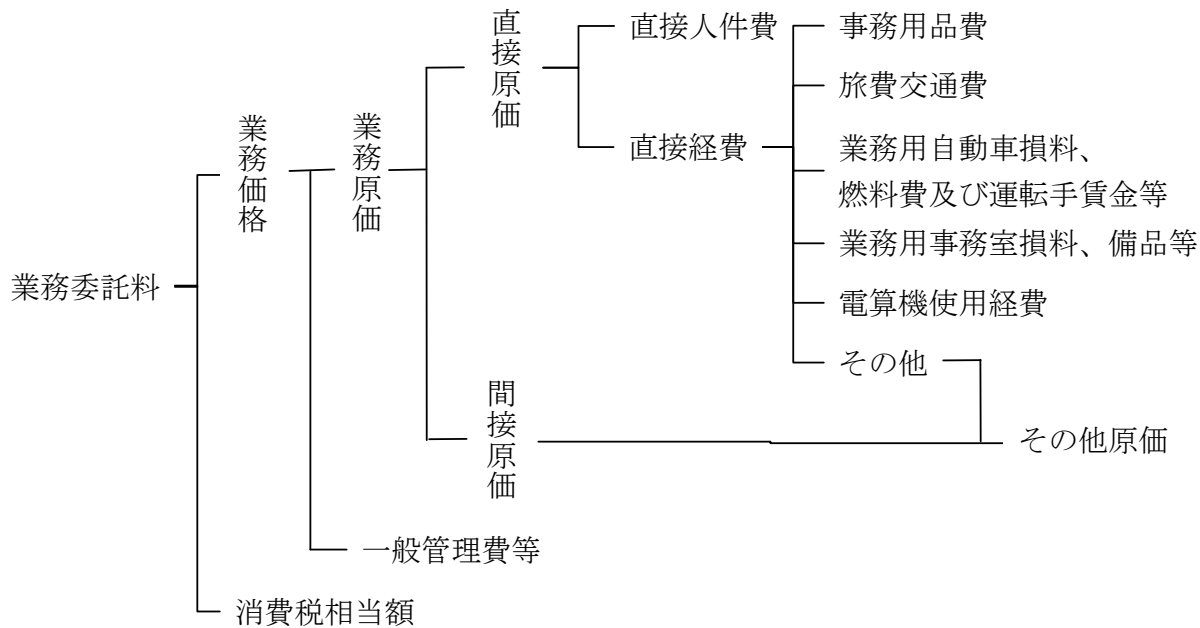 業務委託料
業務価格
業務原価
直接原価
直接人件費
直接経費
事務用品費
旅費交通費
業務用自動車損料、
燃料費及び運転手賃金等
業務用事務室損料、備品等
電算機使用経費
その他
間接原価
その他原価
一般管理費等
消費税相当額